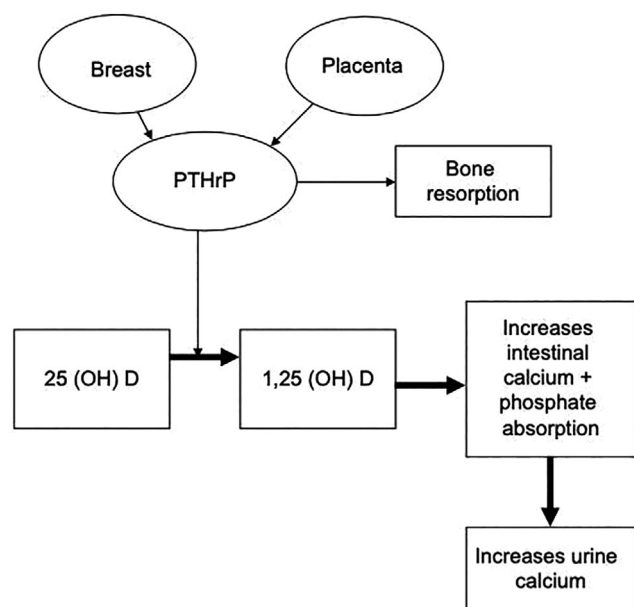 Breast
Placenta
PTHrP
Bone
resorption
25 (OH) D
1,25 (OH) D
Increases
intestinal
calcium +
phosphate
absorption
Increases urine
calcium